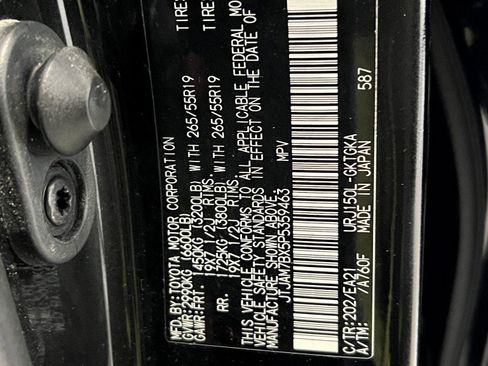 MFD BY:TOYOTA MOTOR CORPORATION
GVWR:2990KG (6600LB)
GAWR:FRT. 1450KG (3200LB) WITH 265/55R19 TIRE
19X7 1/2J RIMS,
RR. 1725KG (3800LB) WITH 265/55R19 TIRE
19X7 1/2J RIMS,
THIS VEHICLE CONFORMS TO ALL APPLICABLE FEDERAL MO
VEHICLE SAFETY STANDARDS IN EFFECT ON THE DATE OF
MANUFACTURE SHOWN ABOVE.
JTJAM7BX5P5359463 MPV
C/TR:202/EA21 URJ150L-GKTGKA
A/TM: /A760F MADE IN JAPAN
587